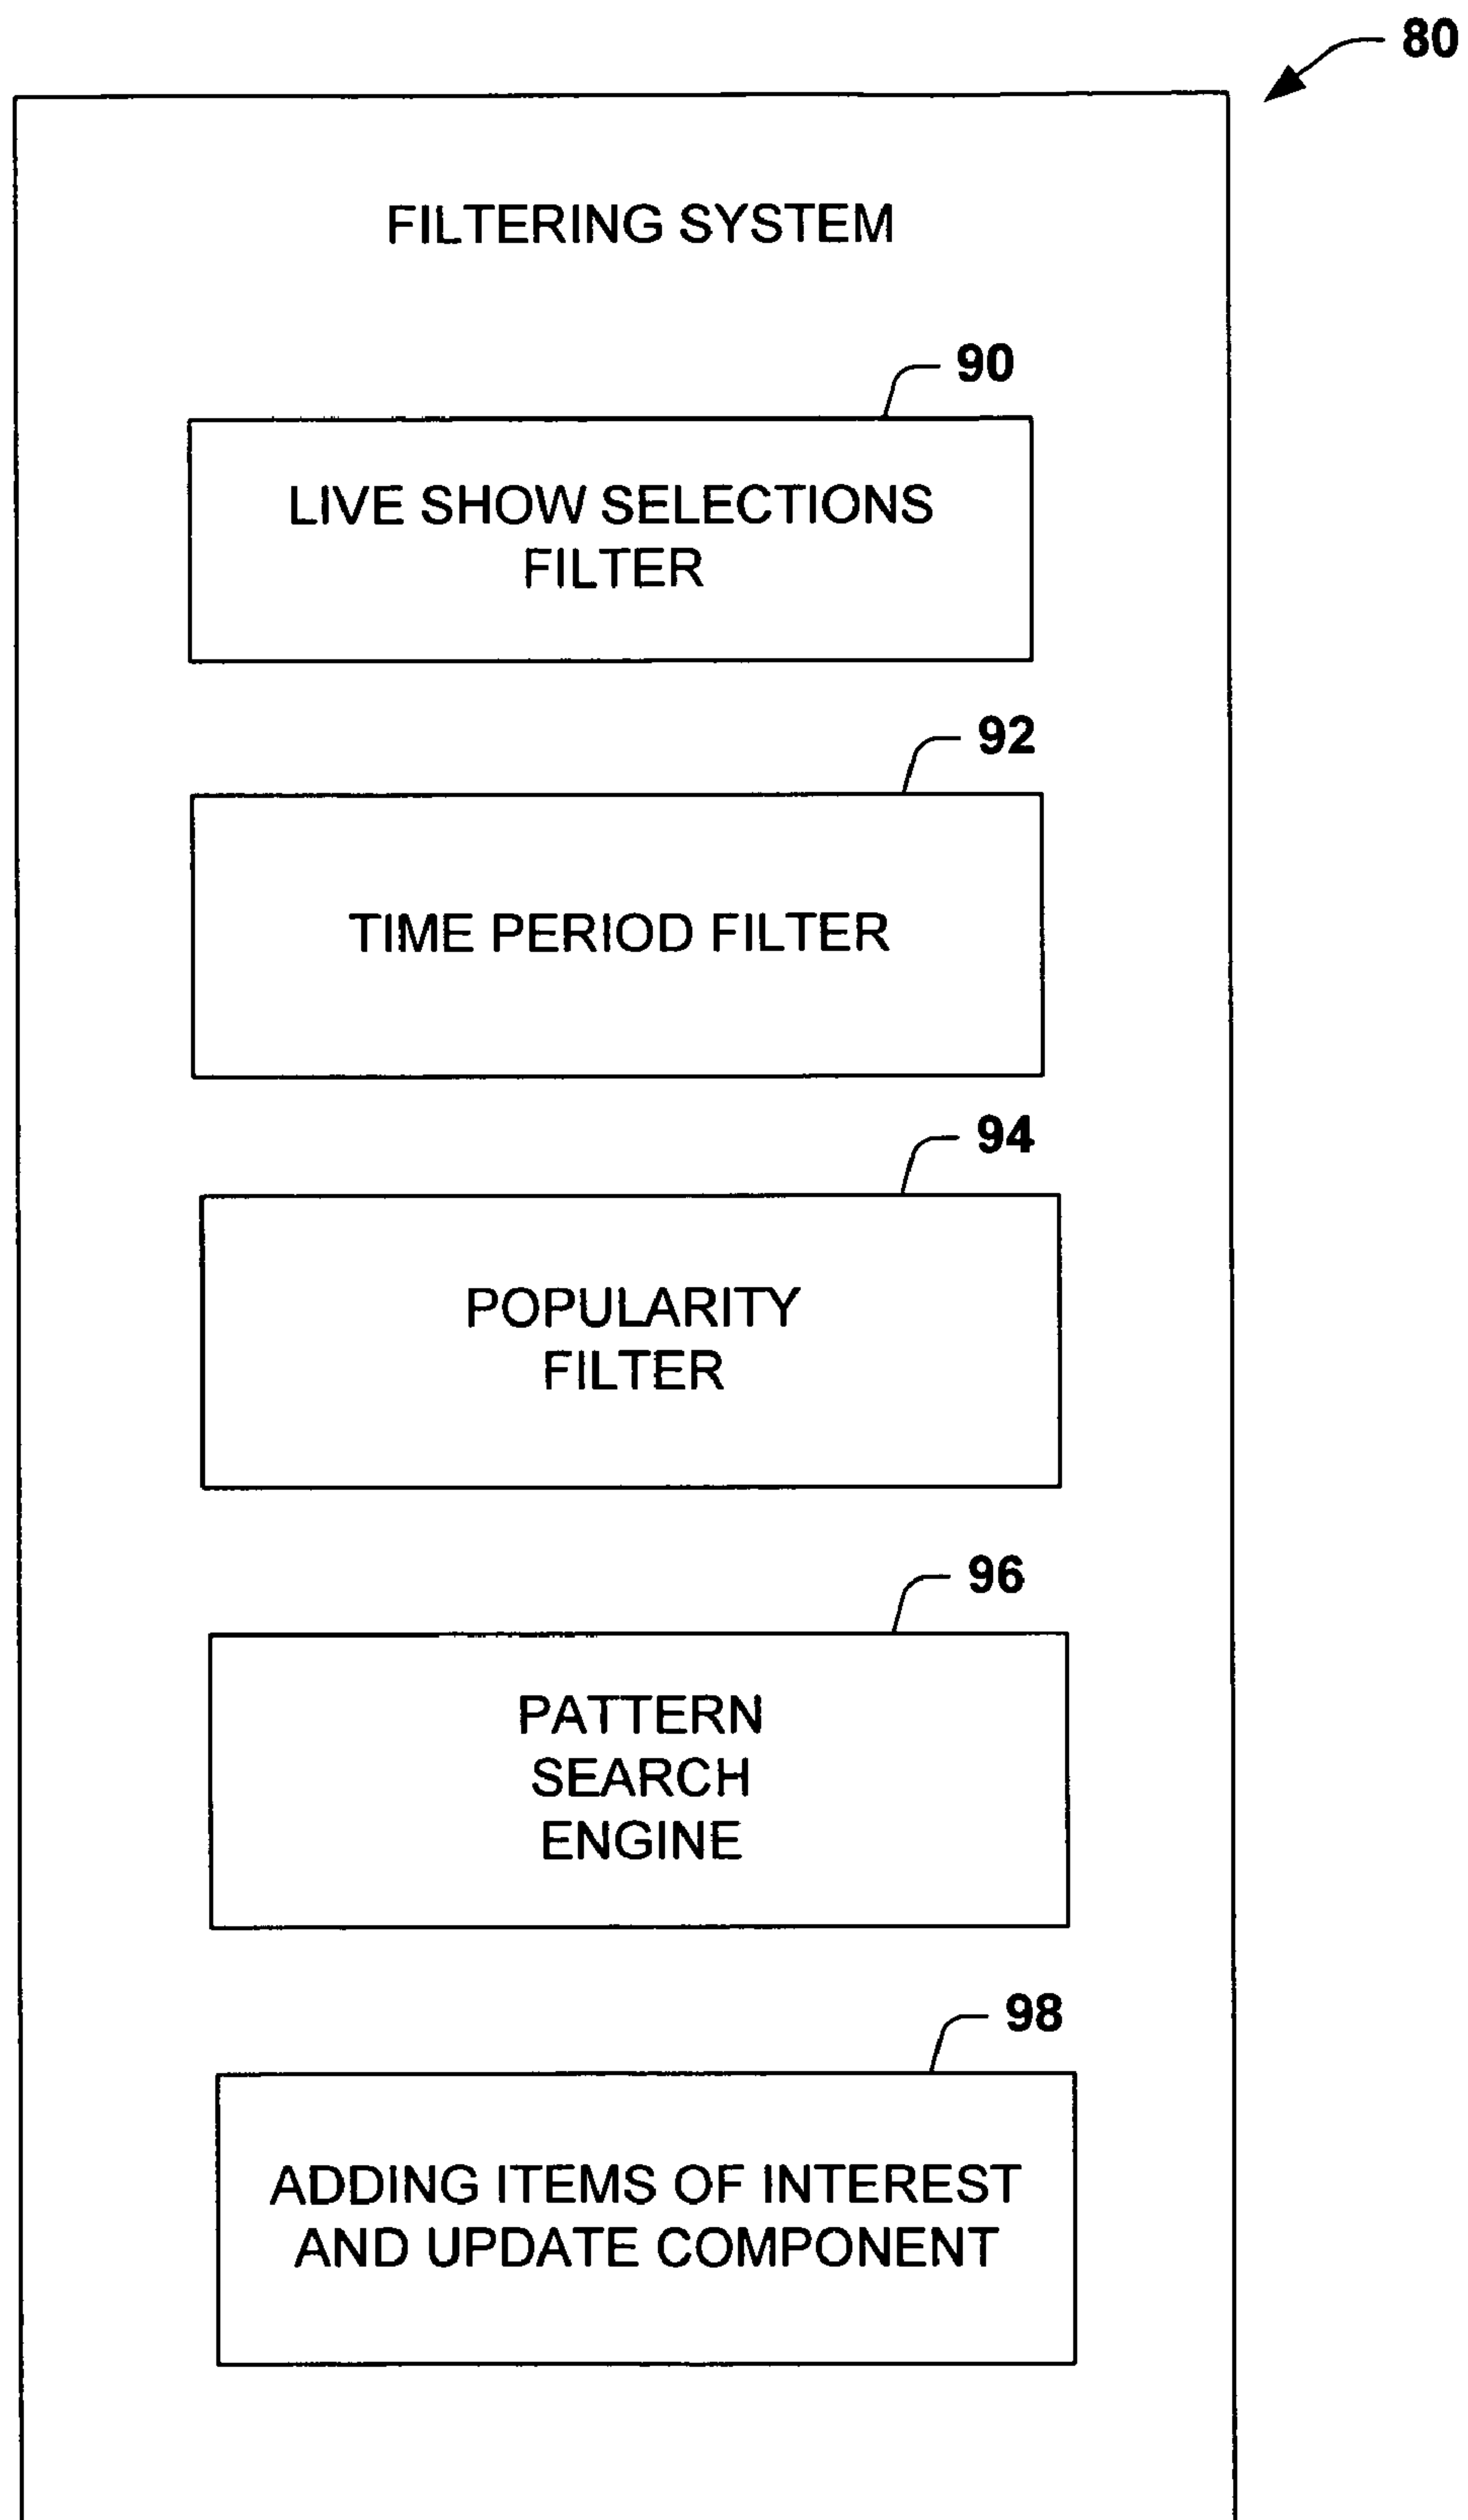 80
FILTERING SYSTEM
90
LIVE SHOW SELECTIONS
FILTER
92
TIME PERIOD FILTER
94
POPULARITY
FILTER
96
PATTERN
SEARCH
ENGINE
98
ADDING ITEMS OF INTEREST
AND UPDATE COMPONENT